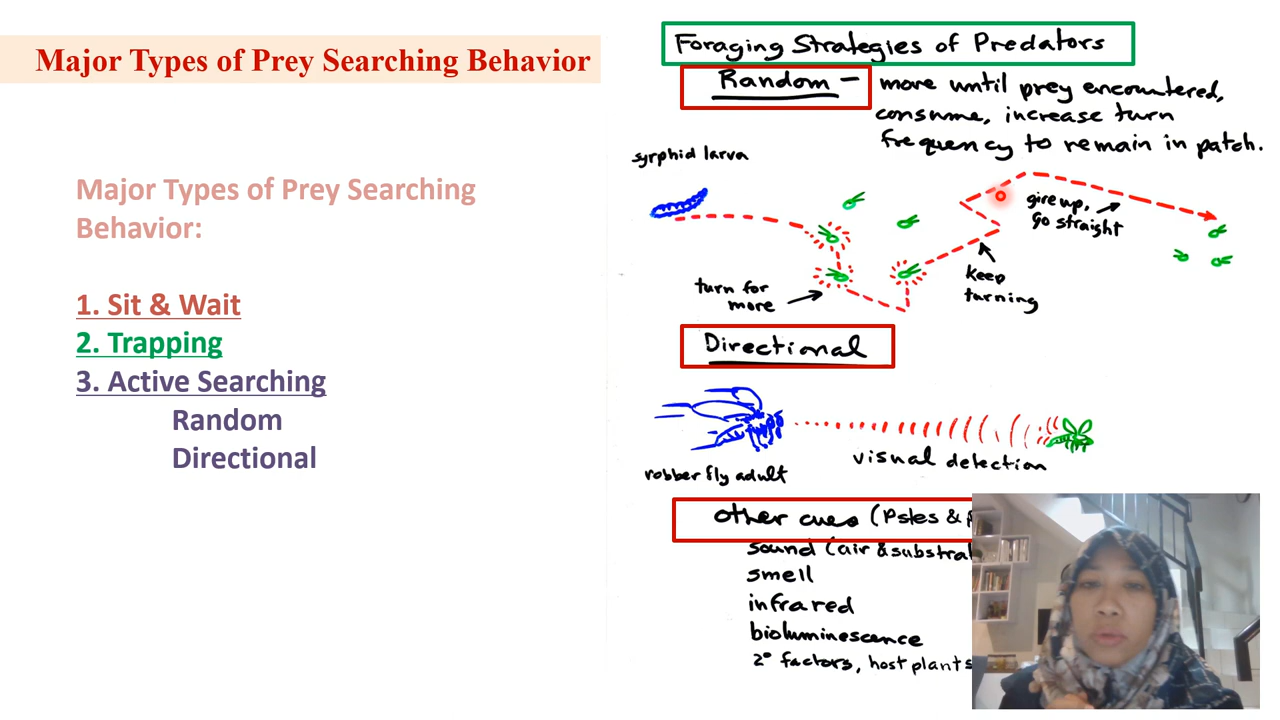 Major Types of Prey Searching Behavior
Major Types of Prey Searching
Behavior:
1. Sit & Wait
2. Trapping
3. Active Searching
Random
Directional
Foraging Strategies of Predators
Random – move until prey encountered,
consume, increase turn
frequency to remain in patch.
syrphid larva
give up,
go straight
keep
turning
turn for
more
Directional
visual detection
robber fly adult
other cues (Psites &
sound (air &
smell
infrared
bioluminescence
2° factors, host plants